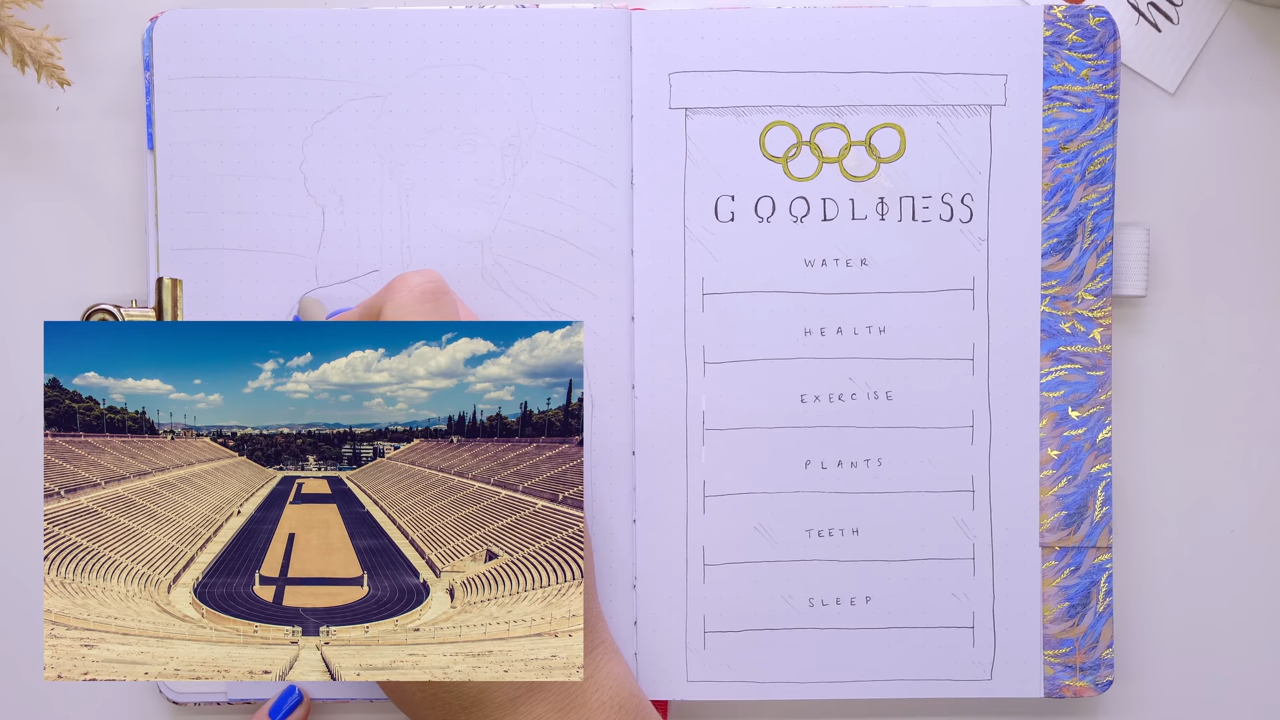 GOODLINESS
WATER
HEALTH
EXERCISE
PLANTS
TEETH
SLEEP